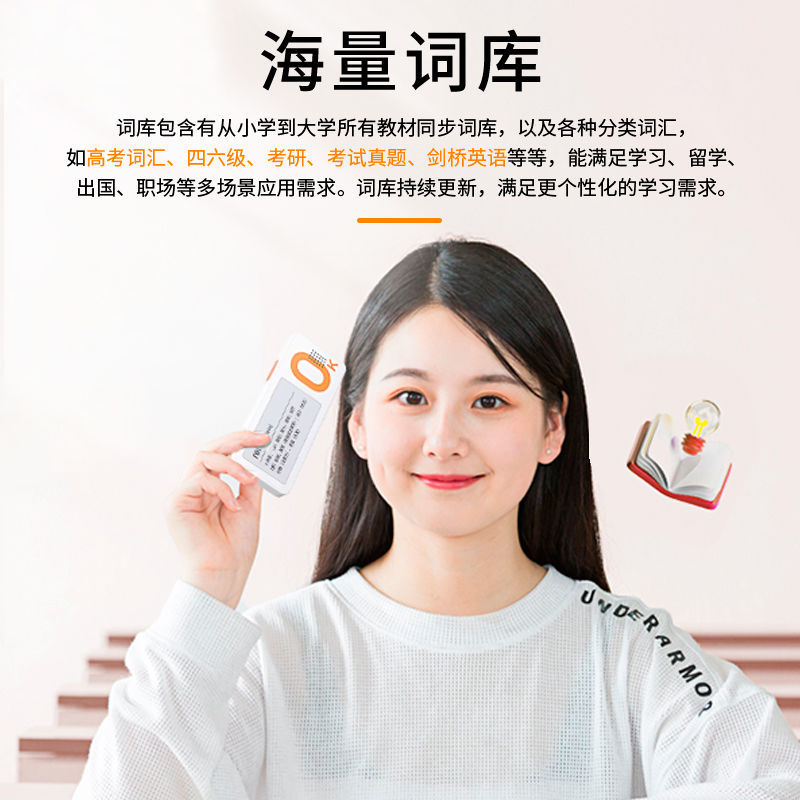 海量词库
词库包含有从小学到大学所有教材同步词库，以及各种分类词汇，
如高考词汇、四六级、考研、考试真题、剑桥英语等等，能满足学习、留学、
出国、职场等多场景应用需求。词库持续更新，满足更个性化的学习需求。
OK
UNDERARMOR